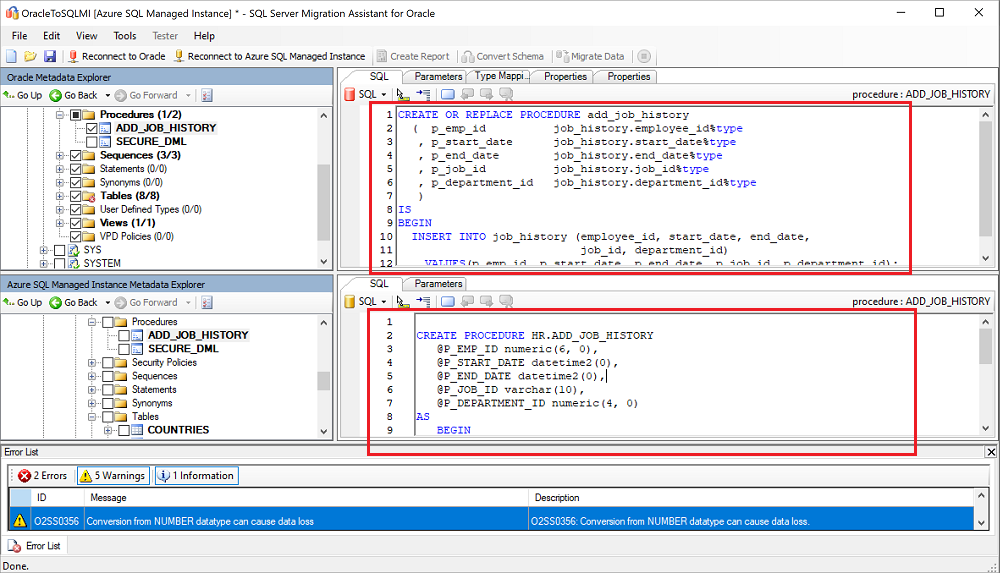 OracleToSQLMI [Azure SQL Managed Instance] * - SQL Server Migration Assistant for Oracle
File Edit View Tools Tester Help
Reconnect to Oracle Reconnect to Azure SQL Managed Instance Create Report Convert Schema Migrate Data
Oracle Metadata Explorer
Go Up Go Back Go Forward
Procedures (1/2)
ADD_JOB_HISTORY
SECURE_DML
Sequences (3/3)
Statements (0/0)
Synonyms (0/0)
Tables (8/8)
User Defined Types (0/0)
Views (1/1)
VPD Policies (0/0)
SYS
SYSTEM
SQL Parameters Type Mappi... Properties Properties
SQL procedure : ADD_JOB_HISTORY
1 CREATE OR REPLACE PROCEDURE add_job_history
2 ( p_emp_id job_history.employee_id%type
3 , p_start_date job_history.start_date%type
4 , p_end_date job_history.end_date%type
5 , p_job_id job_history.job_id%type
6 , p_department_id job_history.department_id%type
7 )
8 IS
9 BEGIN
10 INSERT INTO job_history (employee_id, start_date, end_date,
11 job_id, department_id)
12 VALUES(p_emp_id, p_start_date, p_end_date, p_job_id, p_department_id);
Azure SQL Managed Instance Metadata Explorer
Go Up Go Back Go Forward
Procedures
ADD_JOB_HISTORY
SECURE_DML
Security Policies
Sequences
Statements
Synonyms
Tables
COUNTRIES
SQL Parameters
SQL procedure : ADD_JOB_HISTORY
1
2 CREATE PROCEDURE HR.ADD_JOB_HISTORY
3 @P_EMP_ID numeric(6, 0),
4 @P_START_DATE datetime2(0),
5 @P_END_DATE datetime2(0),
6 @P_JOB_ID varchar(10),
7 @P_DEPARTMENT_ID numeric(4, 0)
8 AS
9 BEGIN
Error List
2 Errors 5 Warnings 1 Information
ID Message Description
O2SS0356 Conversion from NUMBER datatype can cause data loss O2SS0356: Conversion from NUMBER datatype can cause data loss.
Error List
Done.